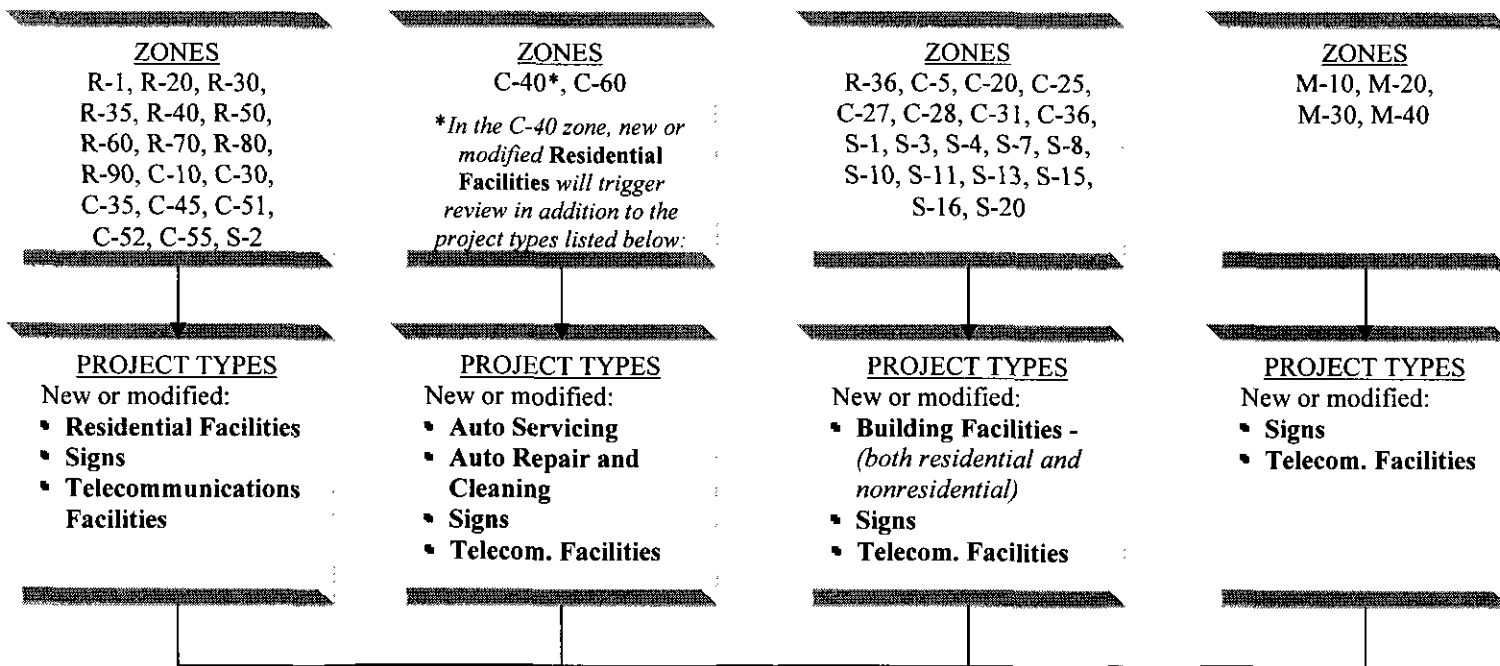 ZONES
R-1, R-20, R-30,
R-35, R-40, R-50,
R-60, R-70, R-80,
R-90, C-10, C-30,
C-35, C-45, C-51,
C-52, C-55, S-2
ZONES
C-40*, C-60
*In the C-40 zone, new or
modified Residential
Facilities will trigger
review in addition to the
project types listed below:
ZONES
R-36, C-5, C-20, C-25,
C-27, C-28, C-31, C-36,
S-1, S-3, S-4, S-7, S-8,
S-10, S-11, S-13, S-15,
S-16, S-20
ZONES
M-10, M-20,
M-30, M-40
PROJECT TYPES
New or modified:
▪ Residential Facilities
▪ Signs
▪ Telecommunications
Facilities
PROJECT TYPES
New or modified:
▪ Auto Servicing
▪ Auto Repair and
Cleaning
▪ Signs
▪ Telecom. Facilities
PROJECT TYPES
New or modified:
▪ Building Facilities -
(both residential and
nonresidential)
▪ Signs
▪ Telecom. Facilities
PROJECT TYPES
New or modified:
▪ Signs
▪ Telecom. Facilities